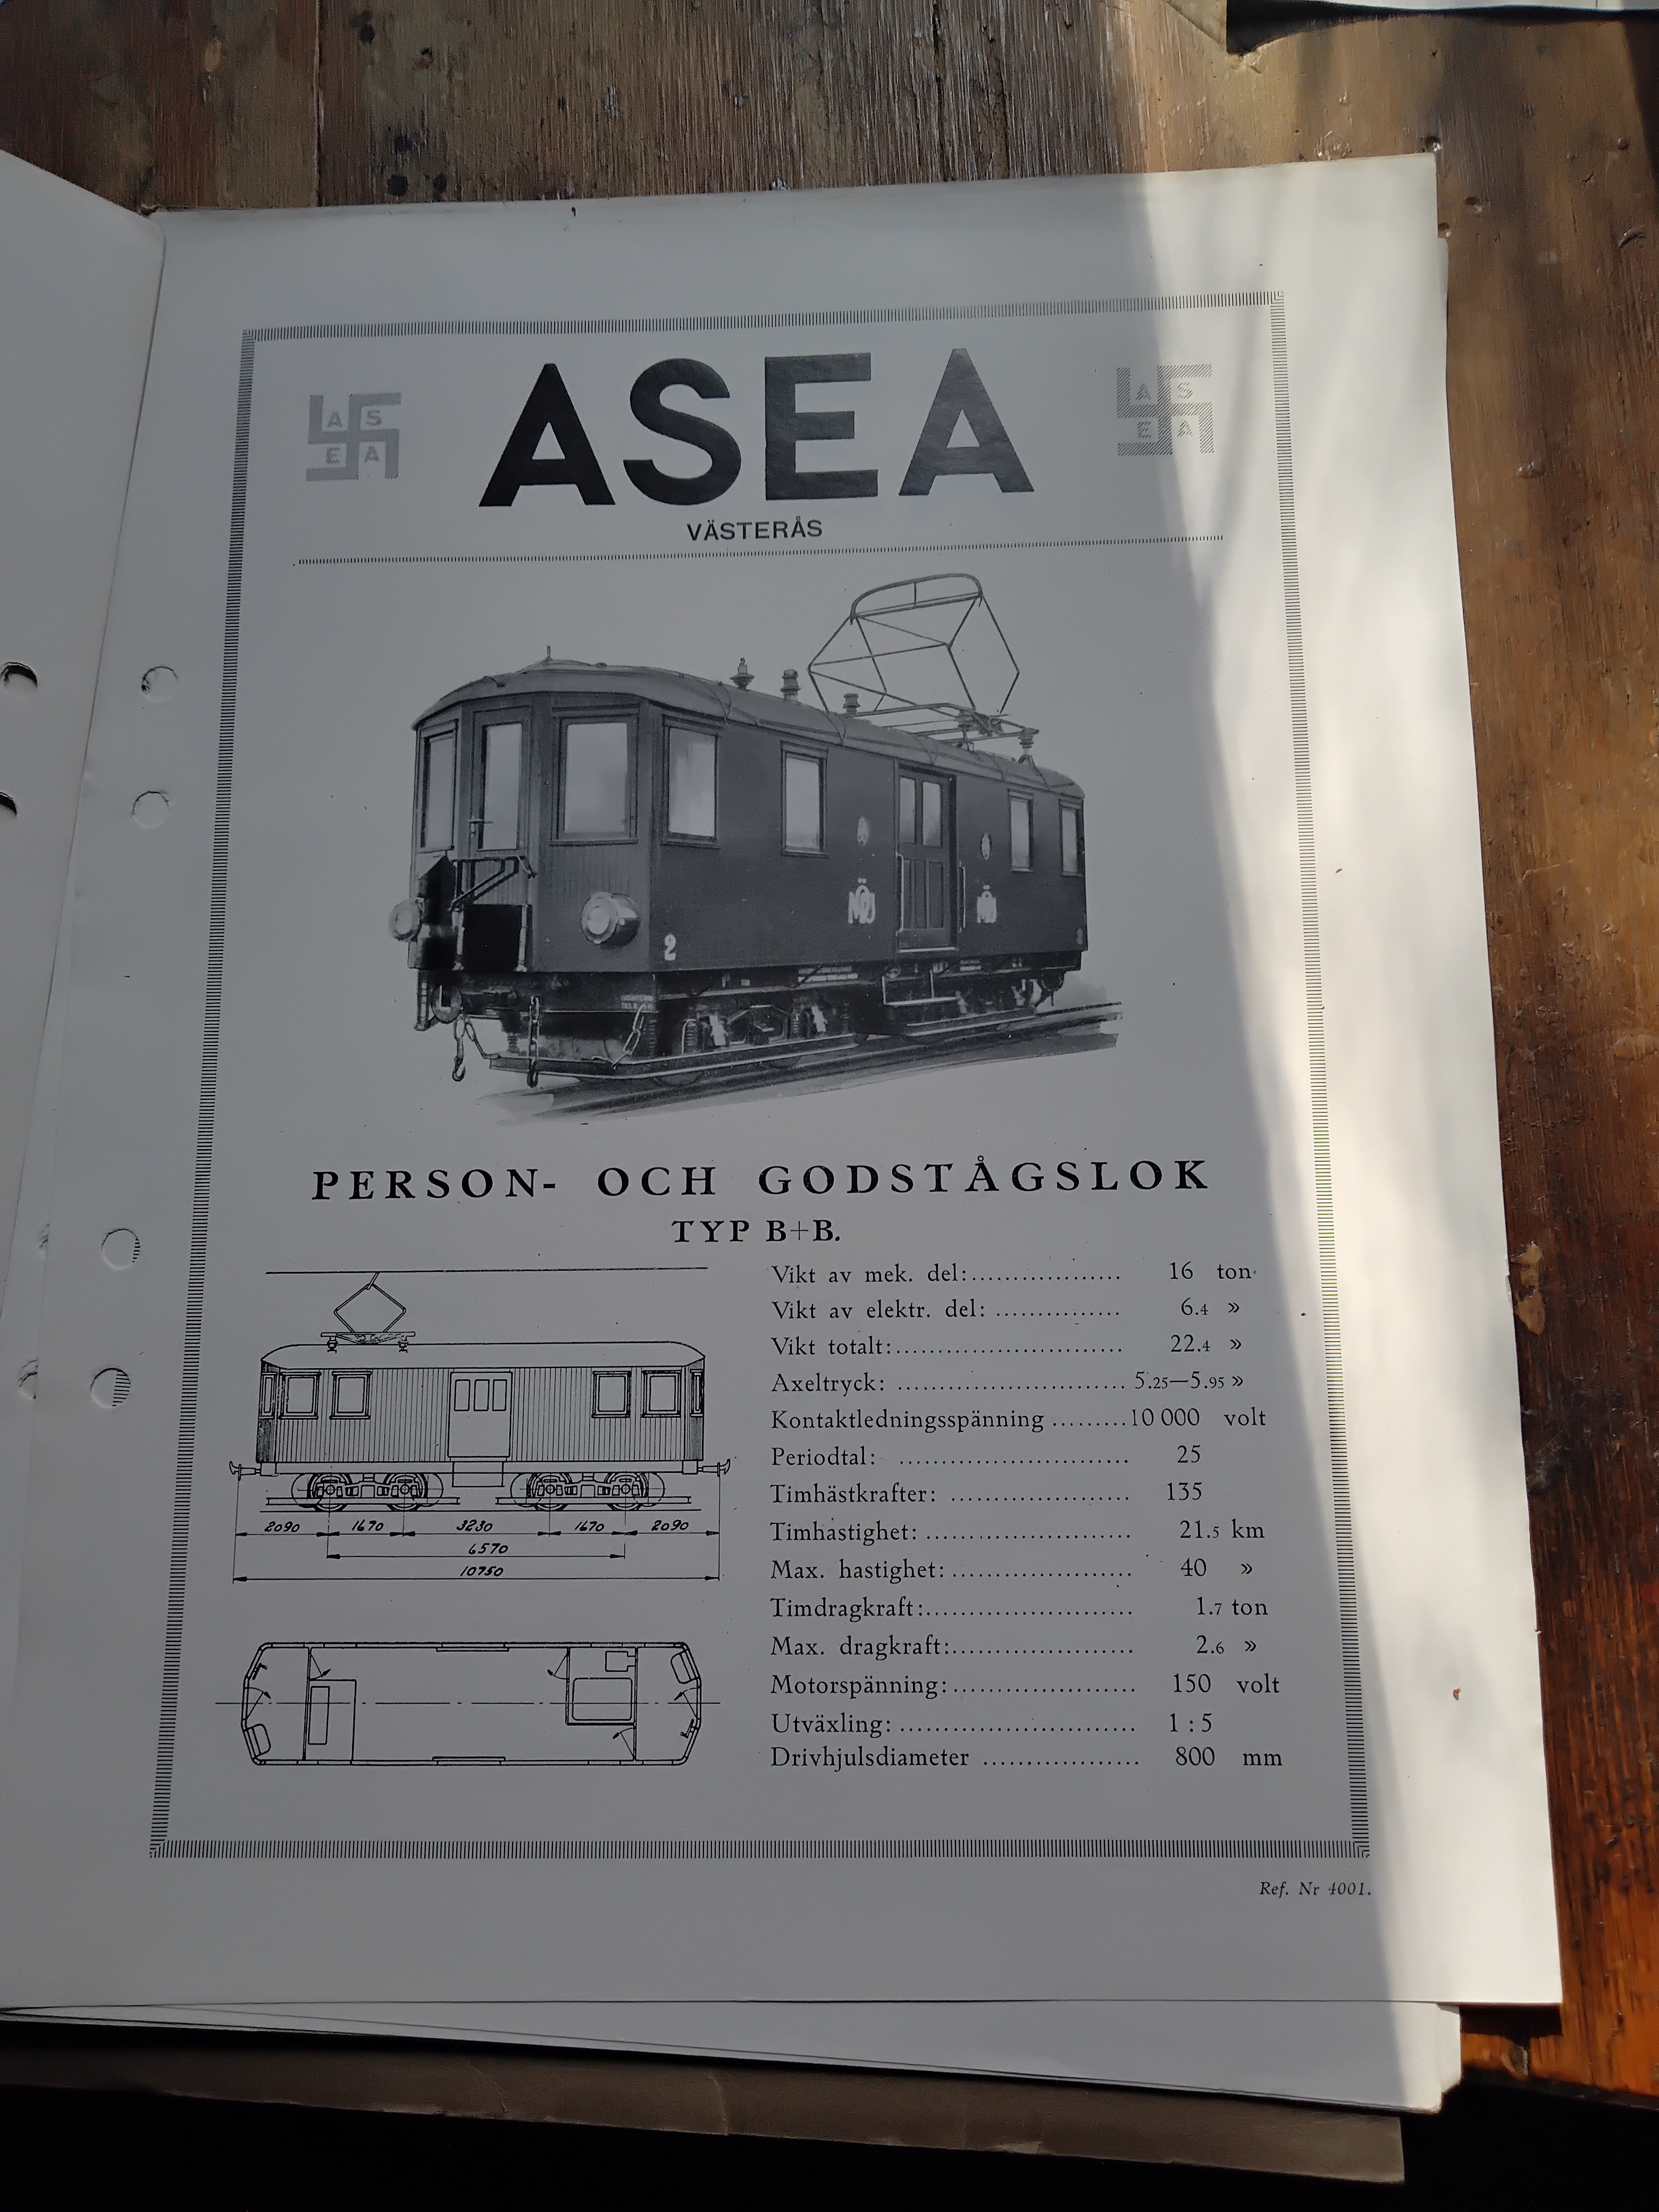 A S
E A
ASEA
A S
E A
VÄSTERÅS
MÖJ
MÖJ
2
PERSON- OCH GODSTÅGSLOK
TYP B+B.
Vikt av mek. del:.................. 16 ton
Vikt av elektr. del: ............... 6.4 »
Vikt totalt:........................... 22.4 »
Axeltryck: ........................... 5.25—5.95 »
Kontaktledningsspänning .........10 000 volt
Periodtal: .......................... 25
Timhästkrafter: ..................... 135
Timhastighet: ........................ 21.5 km
Max. hastighet: ..................... 40 »
Timdragkraft:......................... 1.7 ton
Max. dragkraft:...................... 2.6 »
Motorspänning:...................... 150 volt
Utväxling: ........................... 1 : 5
Drivhjulsdiameter .................. 800 mm
2090 1670 3230 1670 2090
6570
10750
Ref. Nr 4001.